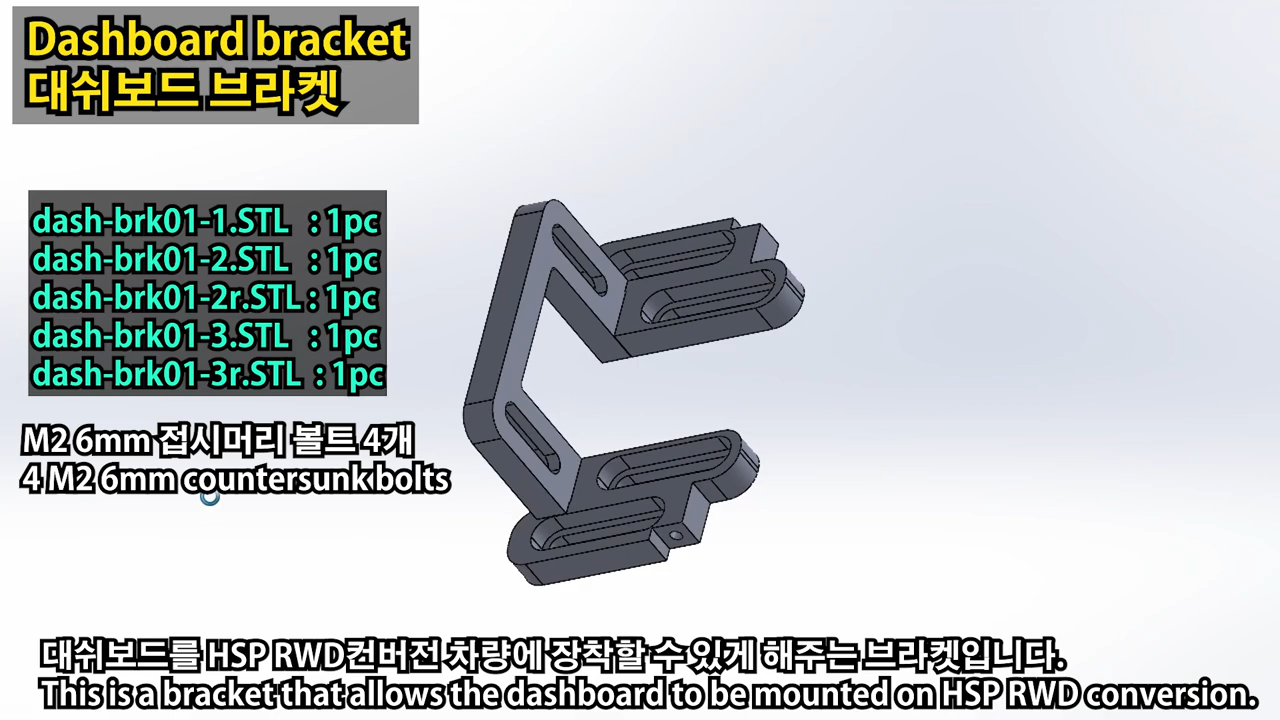 Dashboard bracket
대쉬보드 브라켓
dash-brk01-1.STL : 1pc
dash-brk01-2.STL : 1pc
dash-brk01-2r.STL : 1pc
dash-brk01-3.STL : 1pc
dash-brk01-3r.STL : 1pc
M2 6mm 접시머리 볼트 4개
4 M2 6mm countersunk bolts
대쉬보드를 HSP RWD컨버전 차량에 장착할 수 있게 해주는 브라켓입니다.
This is a bracket that allows the dashboard to be mounted on HSP RWD conversion.